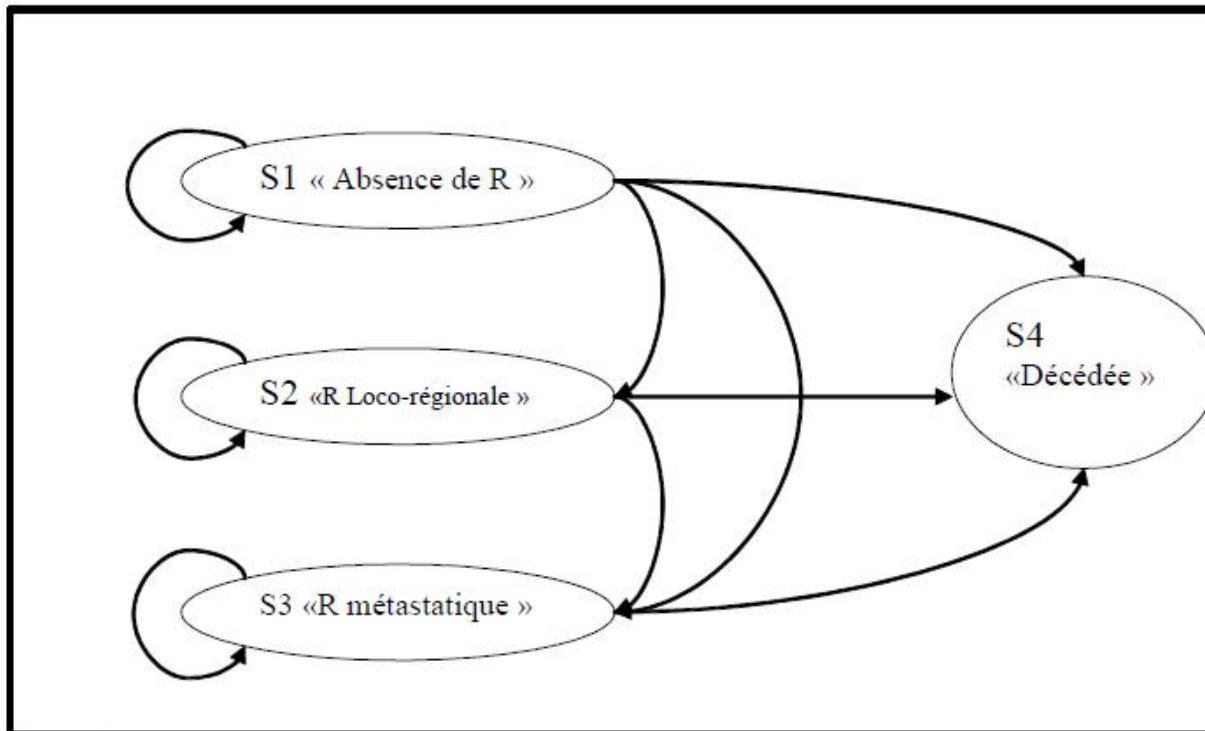 S1 « Absence de R »
S2 «R Loco-régionale »
S3 «R métastatique »
S4
«Décédée »